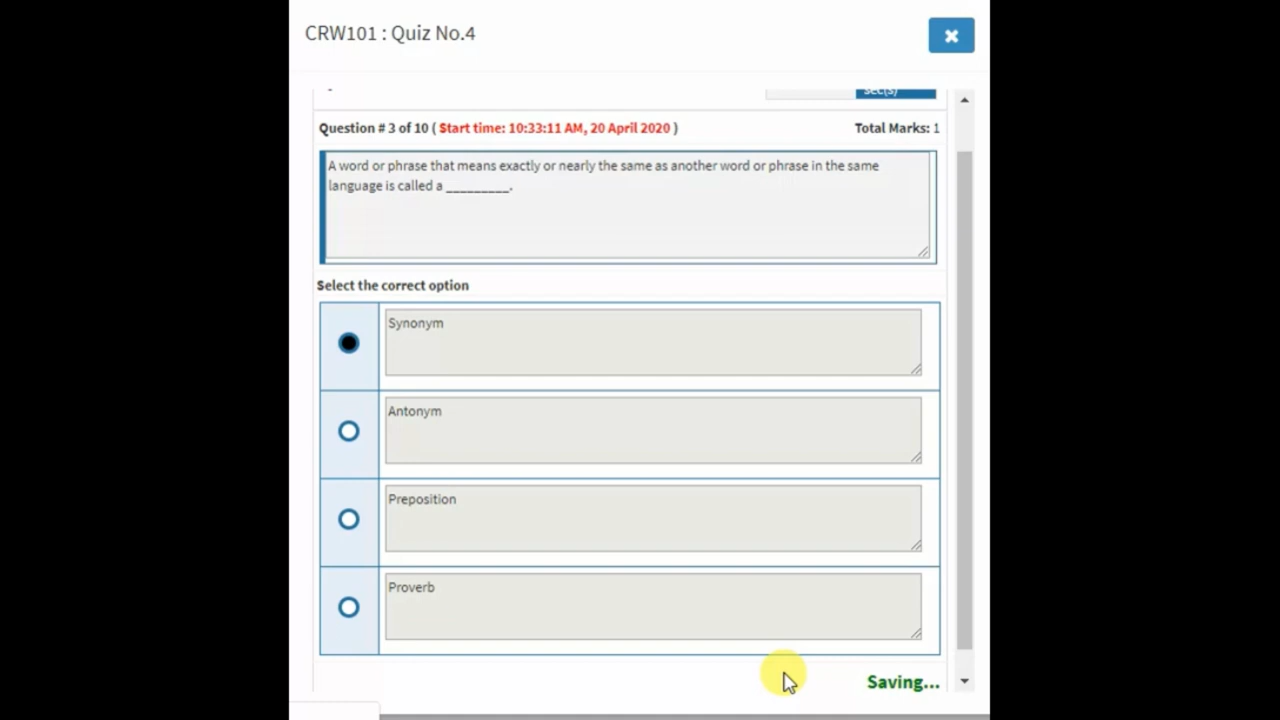 CRW101 : Quiz No.4
sec(s)
Question # 3 of 10 ( Start time: 10:33:11 AM, 20 April 2020 )
Total Marks: 1
A word or phrase that means exactly or nearly the same as another word or phrase in the same
language is called a _________.
Select the correct option
Synonym
Antonym
Preposition
Proverb
Saving...